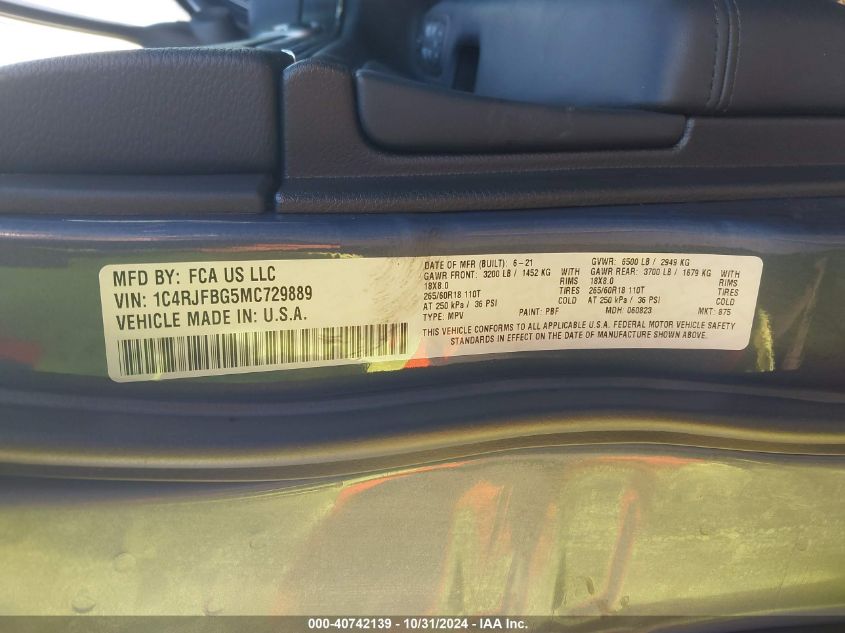 MFD BY: FCA US LLC
VIN: 1C4RJFBG5MC729889
VEHICLE MADE IN: U.S.A.
DATE OF MFR (BUILT): 6-21 GVWR: 6500 LB / 2949 KG
GAWR FRONT: 3200 LB / 1452 KG WITH GAWR REAR: 3700 LB / 1679 KG WITH
18X8.0 RIMS 18X8.0 RIMS
265/60R18 110T TIRES 265/60R18 110T TIRES
AT 250 kPa / 36 PSI COLD AT 250 kPa / 36 PSI COLD
TYPE: MPV PAINT: PBF MDH: 060823 MKT: 875
THIS VEHICLE CONFORMS TO ALL APPLICABLE U.S.A. FEDERAL MOTOR VEHICLE SAFETY
STANDARDS IN EFFECT ON THE DATE OF MANUFACTURE SHOWN ABOVE.
000-40742139 - 10/31/2024 - IAA Inc.